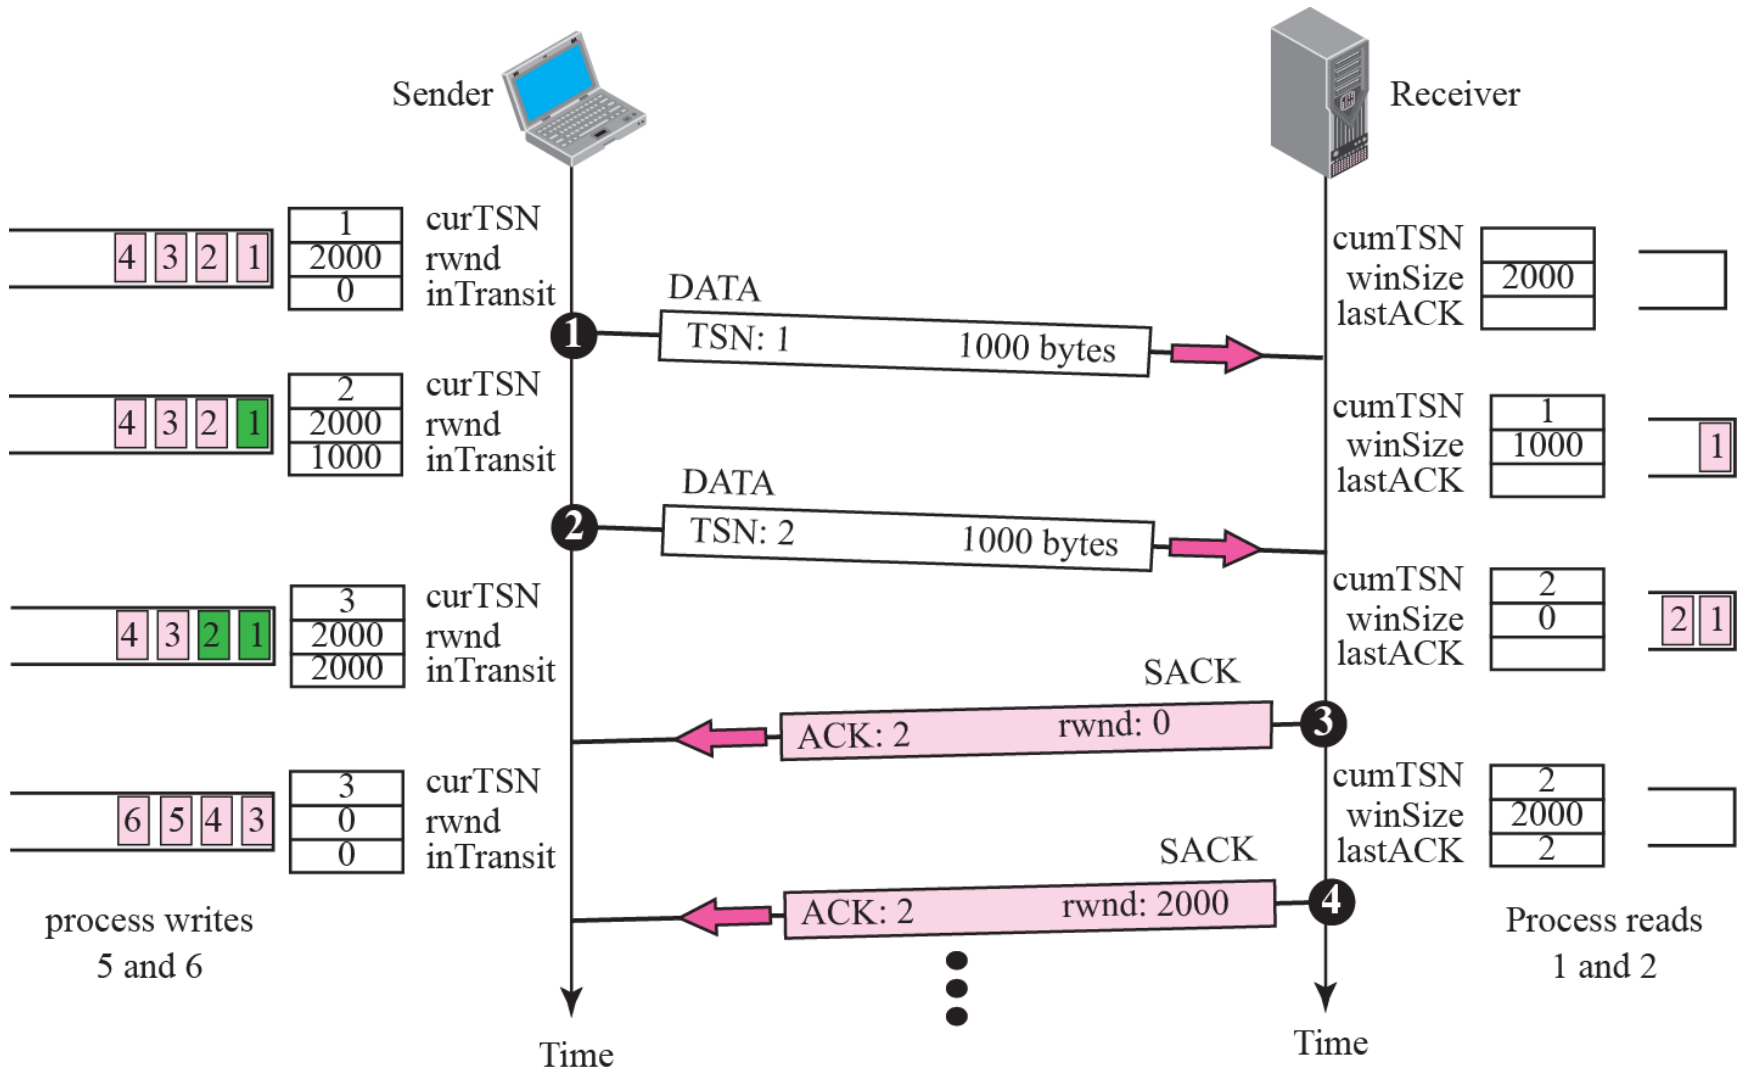 Sender
Receiver
4 3 2 1
1 curTSN
2000 rwnd
0 inTransit
cumTSN
winSize 2000
lastACK
DATA
1
TSN: 1 1000 bytes
4 3 2 1
2 curTSN
2000 rwnd
1000 inTransit
cumTSN 1
winSize 1000
lastACK
1
DATA
2
TSN: 2 1000 bytes
4 3 2 1
3 curTSN
2000 rwnd
2000 inTransit
cumTSN 2
winSize 0
lastACK
2 1
SACK
ACK: 2 rwnd: 0
3
6 5 4 3
3 curTSN
0 rwnd
0 inTransit
cumTSN 2
winSize 2000
lastACK 2
SACK
ACK: 2 rwnd: 2000
4
process writes
5 and 6
Process reads
1 and 2
Time
Time